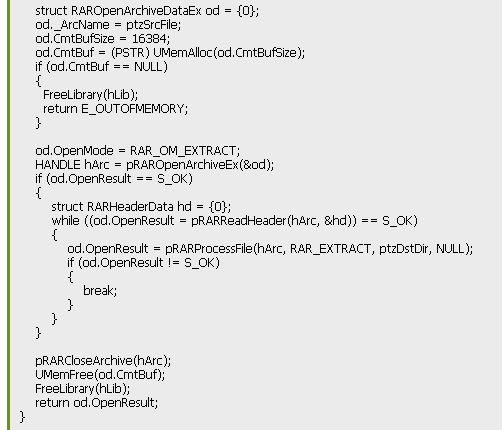 struct RAROpenArchiveDataEx od = {0};
od._ArcName = ptzSrcFile;
od.CmtBufSize = 16384;
od.CmtBuf = (PSTR) UMemAlloc(od.CmtBufSize);
if (od.CmtBuf == NULL)
{
FreeLibrary(hLib);
return E_OUTOFMEMORY;
}
od.OpenMode = RAR_OM_EXTRACT;
HANDLE hArc = pRAROpenArchiveEx(&od);
if (od.OpenResult == S_OK)
{
struct RARHeaderData hd = {0};
while ((od.OpenResult = pRARReadHeader(hArc, &hd)) == S_OK)
{
od.OpenResult = pRARProcessFile(hArc, RAR_EXTRACT, ptzDstDir, NULL);
if (od.OpenResult != S_OK)
{
break;
}
}
}
pRARCloseArchive(hArc);
UMemFree(od.CmtBuf);
FreeLibrary(hLib);
return od.OpenResult;
}